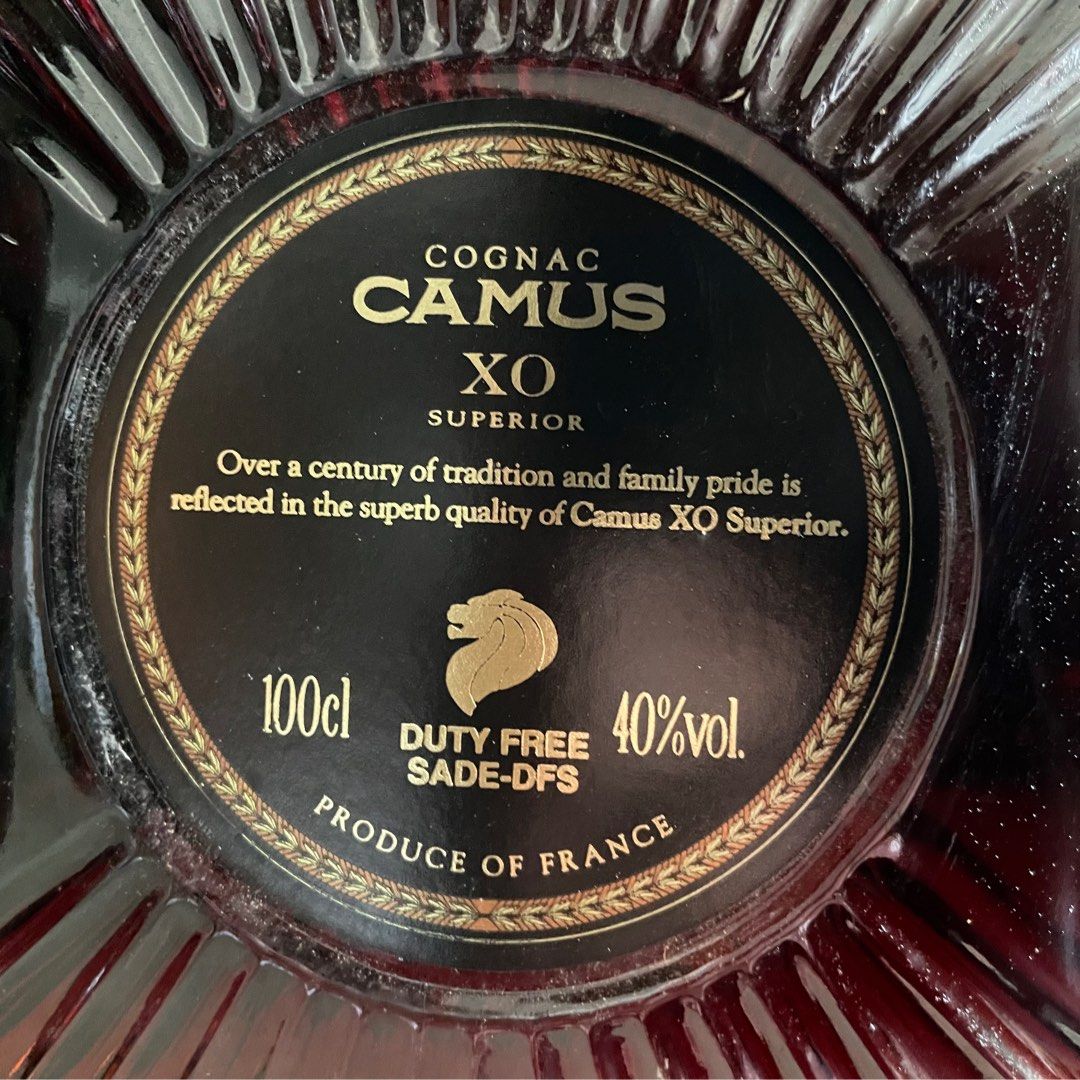 COGNAC
CAMUS
XO
SUPERIOR
Over a century of tradition and family pride is
reflected in the superb quality of Camus XO Superior.
100cl
DUTY FREE
SADE-DFS
40%vol.
PRODUCE OF FRANCE